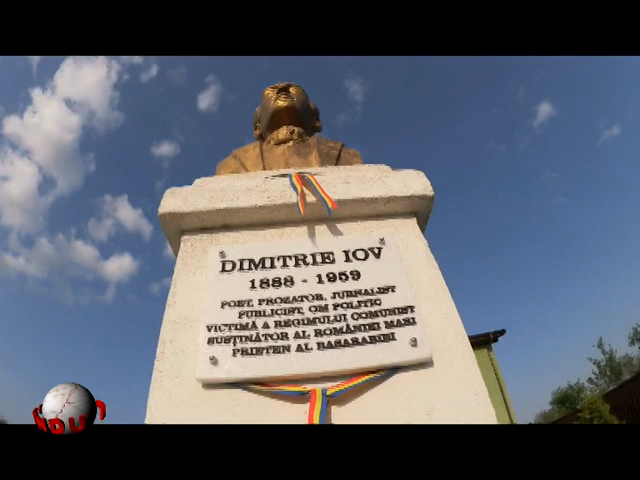 DIMITRIE IOV
1888 - 1959
POET, PROZATOR, JURNALIST
PUBLICIST, OM POLITIC
VICTIMĂ A REGIMULUI COMUNIST
SUSȚINĂTOR AL ROMÂNIEI MARI
PRIETEN AL BASARABIEI